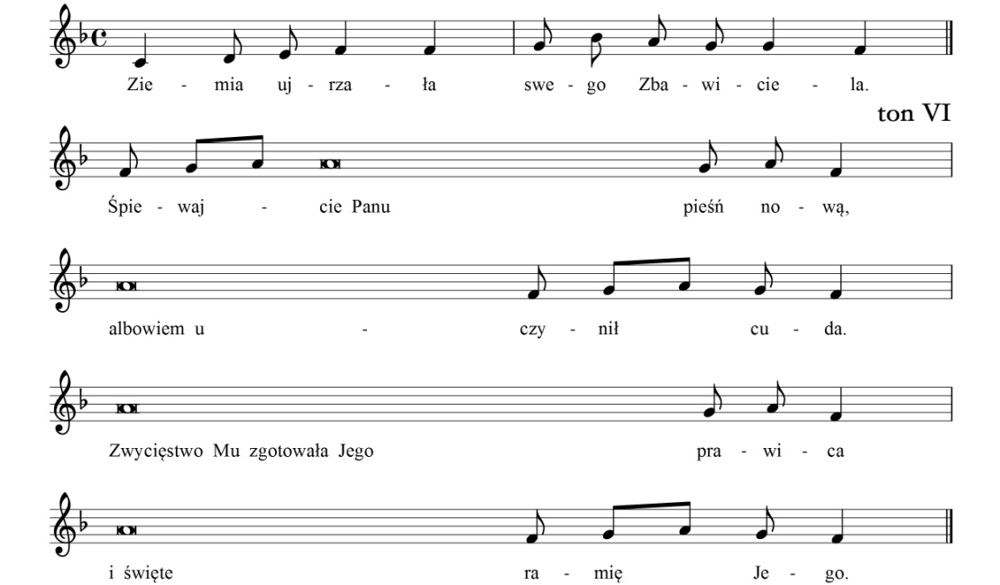 Zie - mia uj - rza - ła swe - go Zba - wi - cie - la.
ton VI
Śpie - waj - cie Panu pieśń no - wą,
albowiem u - czy - nił cu - da.
Zwycięstwo Mu zgotowała Jego pra - wi - ca
i święte ra - mię Je - go.